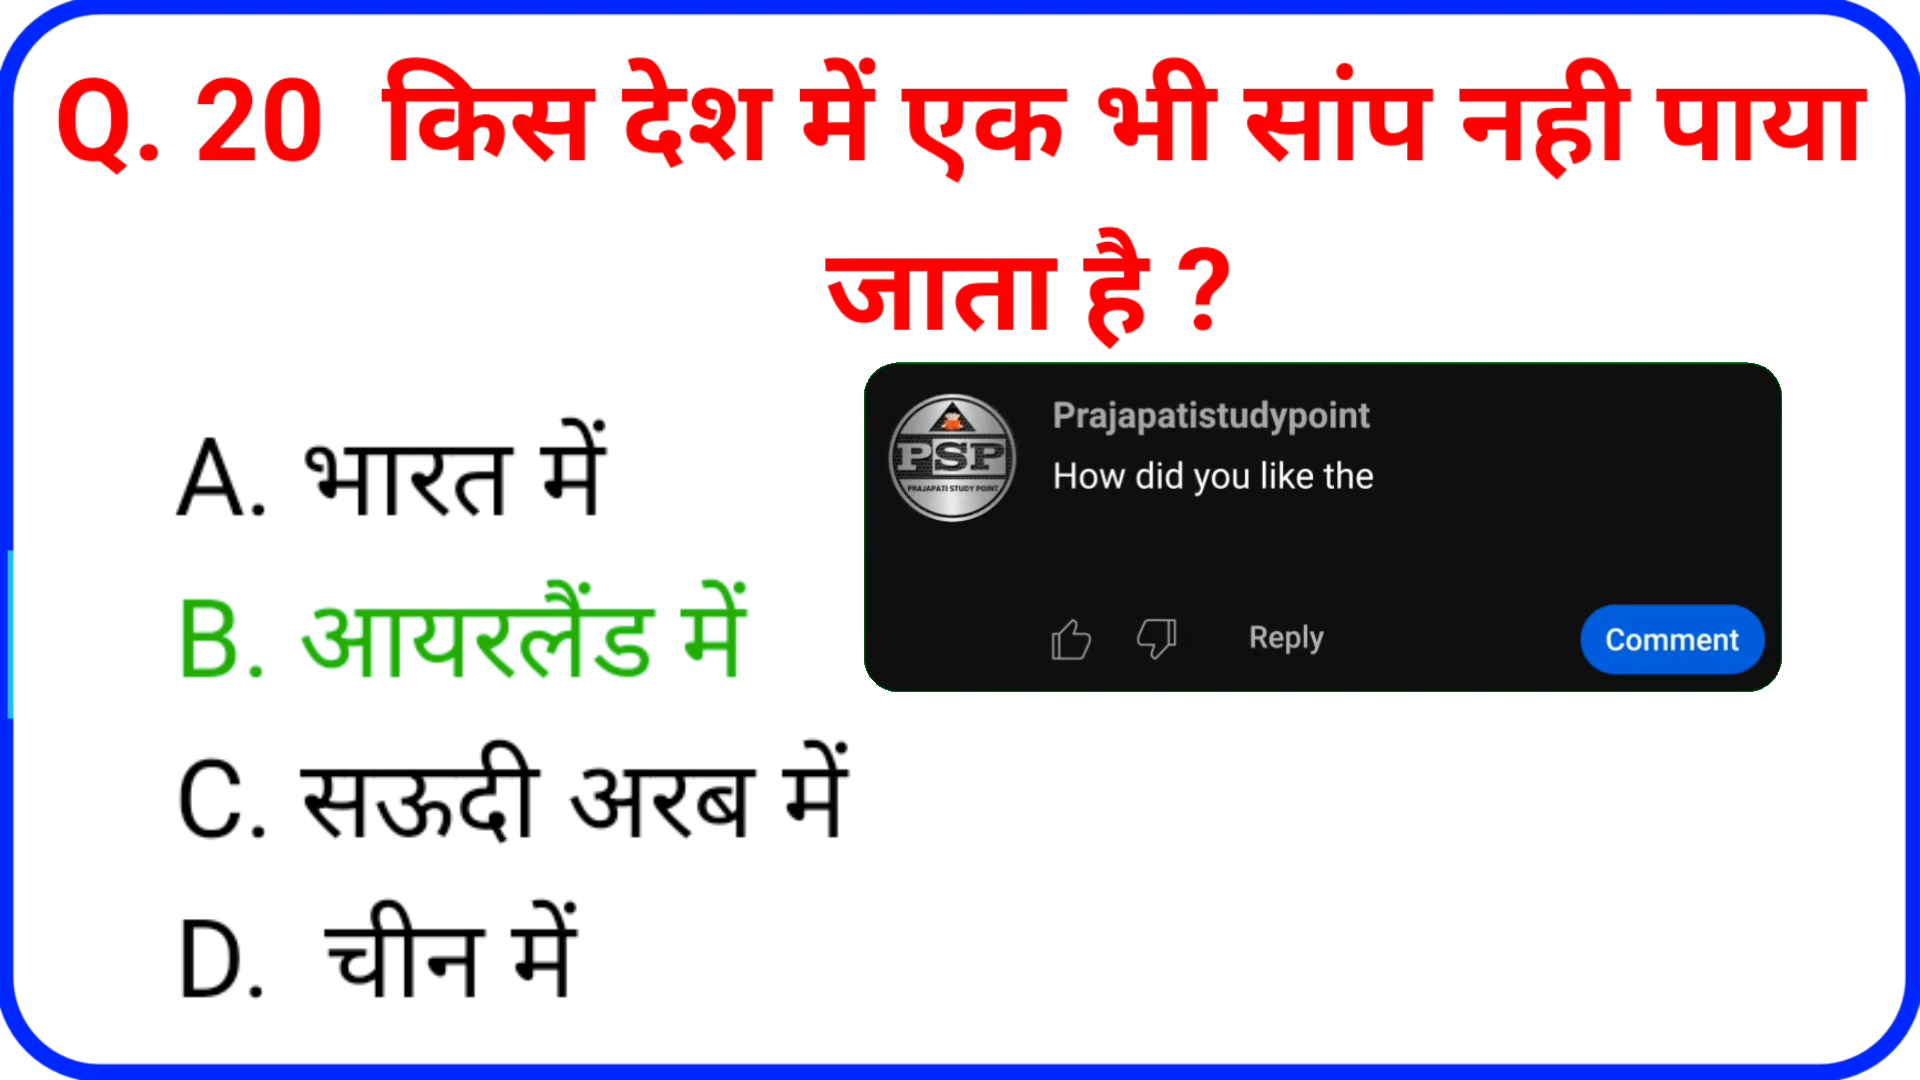 Q. 20 किस देश में एक भी सांप नही पाया
जाता है ?
A. भारत में
B. आयरलैंड में
C. सऊदी अरब में
D. चीन में
Prajapatistudypoint
How did you like the
PSP
PRAJAPATI STUDY POINT
Reply
Comment